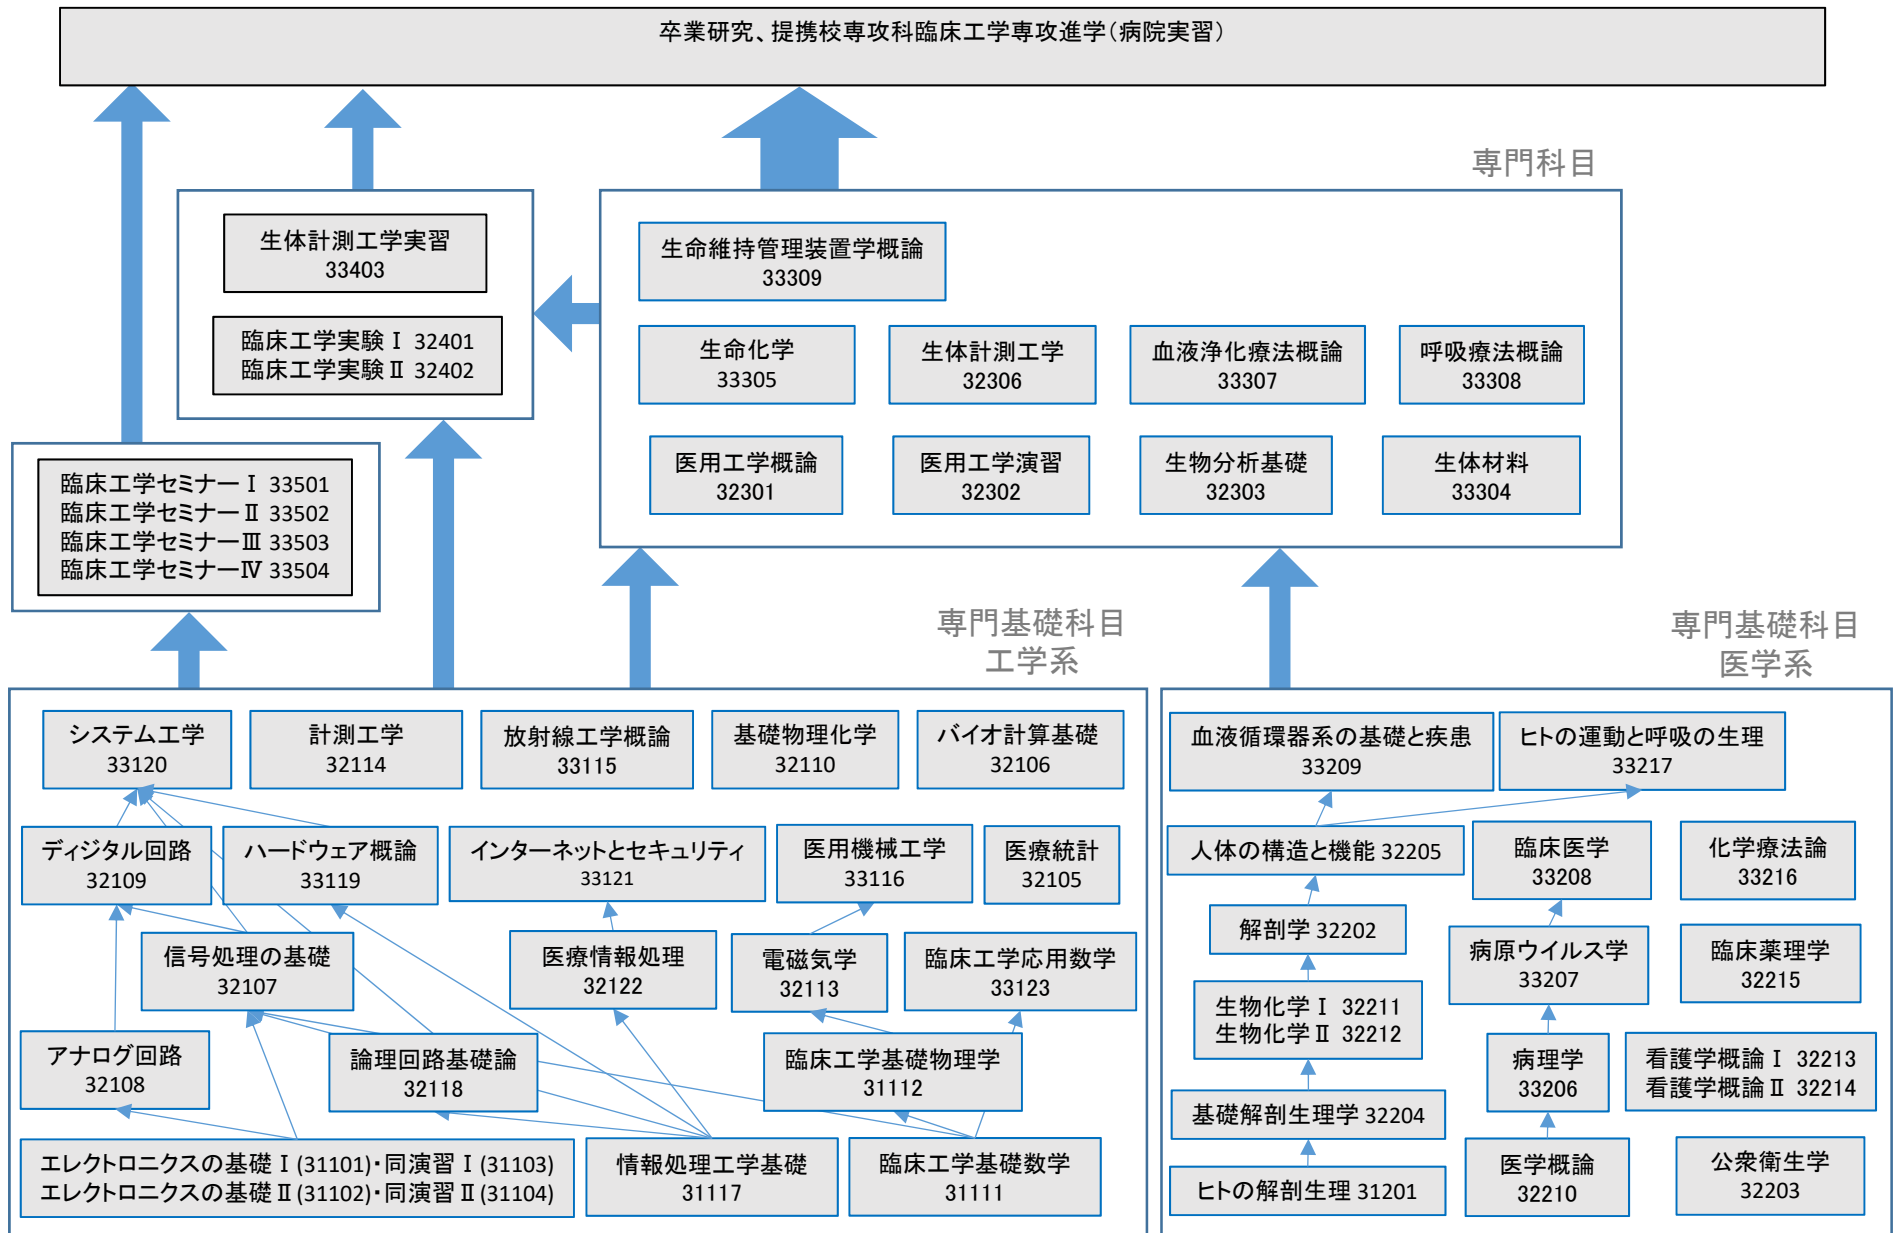 卒業研究、提携校専攻科臨床工学専攻進学(病院実習)
専門科目
生体計測工学実習
33403
臨床工学実験Ⅰ 32401
臨床工学実験Ⅱ 32402
生命維持管理装置学概論
33309
生命化学
33305
生体計測工学
32306
血液浄化療法概論
33307
呼吸療法概論
33308
医用工学概論
32301
医用工学演習
32302
生物分析基礎
32303
生体材料
33304
臨床工学セミナーⅠ 33501
臨床工学セミナーⅡ 33502
臨床工学セミナーⅢ 33503
臨床工学セミナーⅣ 33504
専門基礎科目
工学系
システム工学
33120
計測工学
32114
放射線工学概論
33115
基礎物理化学
32110
バイオ計算基礎
32106
ディジタル回路
32109
ハードウェア概論
33119
インターネットとセキュリティ
33121
医用機械工学
33116
医療統計
32105
信号処理の基礎
32107
医療情報処理
32122
電磁気学
32113
臨床工学応用数学
33123
アナログ回路
32108
論理回路基礎論
32118
臨床工学基礎物理学
31112
エレクトロニクスの基礎Ⅰ(31101)・同演習Ⅰ(31103)
エレクトロニクスの基礎Ⅱ(31102)・同演習Ⅱ(31104)
情報処理工学基礎
31117
臨床工学基礎数学
31111
専門基礎科目
医学系
血液循環器系の基礎と疾患
33209
ヒトの運動と呼吸の生理
33217
人体の構造と機能 32205
臨床医学
33208
化学療法論
33216
解剖学 32202
病原ウイルス学
33207
臨床薬理学
32215
生物化学Ⅰ 32211
生物化学Ⅱ 32212
病理学
33206
看護学概論Ⅰ 32213
看護学概論Ⅱ 32214
基礎解剖生理学 32204
ヒトの解剖生理 31201
医学概論
32210
公衆衛生学
32203